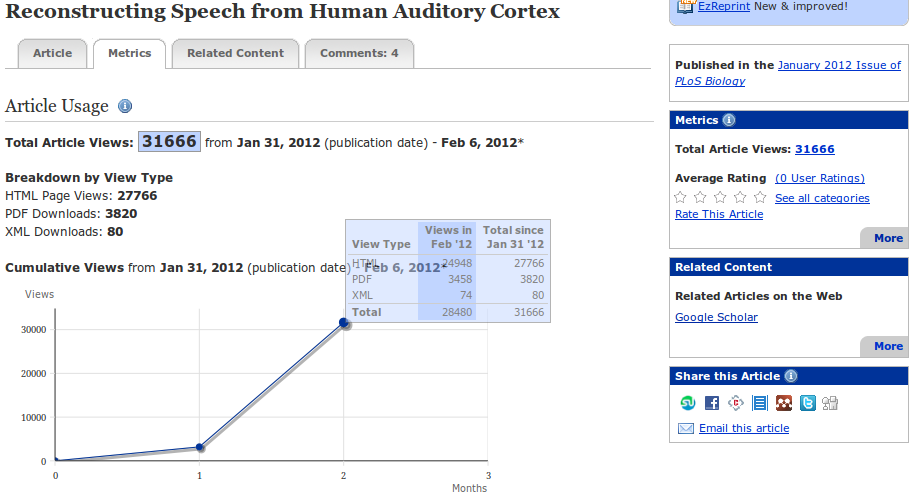 Reconstructing Speech from Human Auditory Cortex
Article
Metrics
Related Content
Comments: 4
Article Usage
Total Article Views: 31666 from Jan 31, 2012 (publication date) - Feb 6, 2012*
Breakdown by View Type
HTML Page Views: 27766
PDF Downloads: 3820
XML Downloads: 80
Cumulative Views from Jan 31, 2012 (publication date) - Feb 6, 2012*
View Type Views in Feb '12 Total since Jan 31 '12
HTML 24948 27766
PDF 3458 3820
XML 74 80
Total 28480 31666
Views
30000
20000
10000
0
0 1 2 3
Months
EzReprint New & improved!
Published in the January 2012 Issue of
PLoS Biology
Metrics
Total Article Views: 31666
Average Rating (0 User Ratings)
See all categories
Rate This Article
More
Related Content
Related Articles on the Web
Google Scholar
More
Share this Article
Email this article